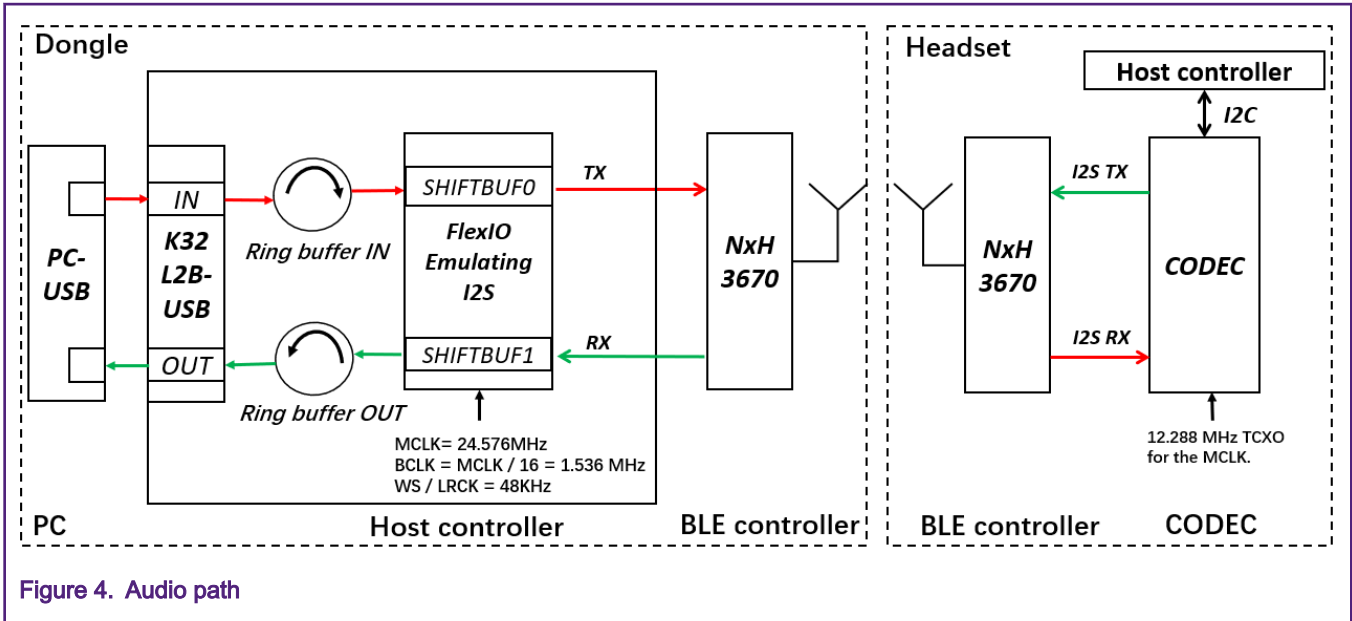 Dongle
Headset
Host controller
I2C
PC-
USB
IN
K32
L2B-
USB
OUT
Ring buffer IN
Ring buffer OUT
SHIFTBUF0
FlexIO
Emulating
I2S
SHIFTBUF1
MCLK= 24.576MHz
BCLK = MCLK / 16 = 1.536 MHz
WS / LRCK = 48KHz
TX
RX
NxH
3670
NxH
3670
I2S TX
I2S RX
CODEC
12.288 MHz TCXO
for the MCLK.
PC
Host controller
BLE controller
BLE controller
CODEC
Figure 4. Audio path